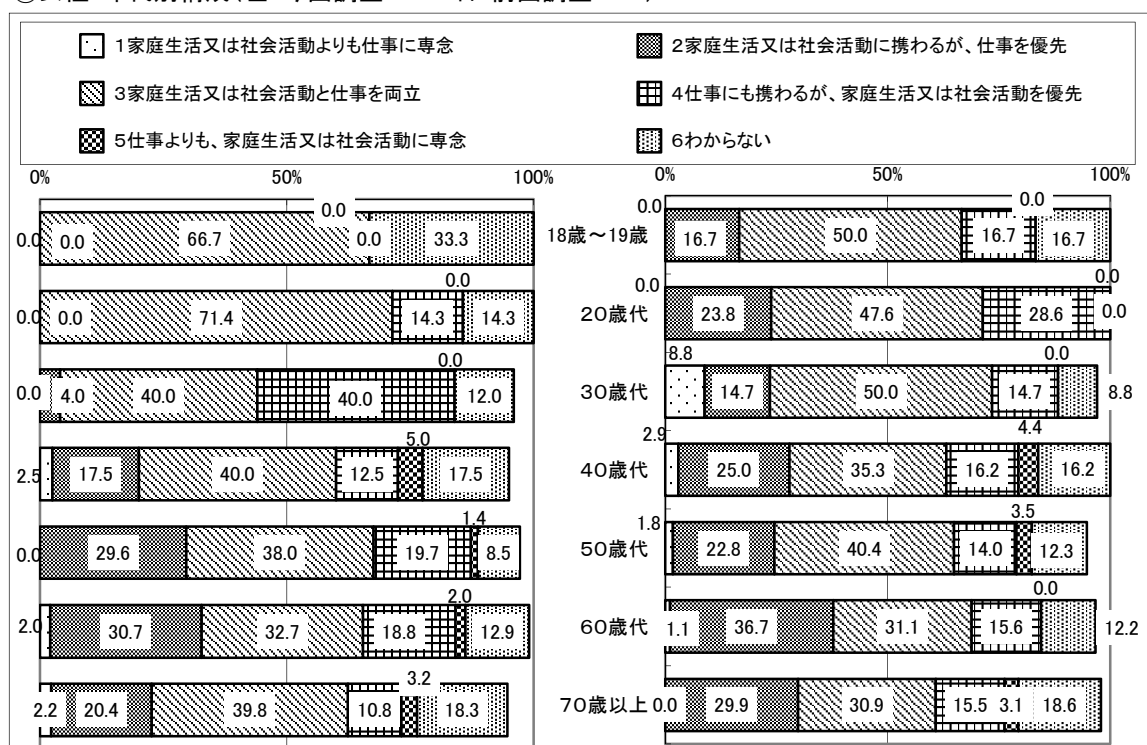 1家庭生活又は社会活動よりも仕事に専念
2家庭生活又は社会活動に携わるが、仕事を優先
3家庭生活又は社会活動と仕事を両立
4仕事にも携わるが、家庭生活又は社会活動を優先
5仕事よりも、家庭生活又は社会活動に専念
6わからない
0% 50% 100%
0.0 0.0 66.7 0.0 0.0 33.3
0.0 0.0 71.4 14.3 0.0 14.3
0.0 4.0 40.0 40.0 0.0 12.0
2.5 17.5 40.0 12.5 5.0 17.5
0.0 29.6 38.0 19.7 1.4 8.5
2.0 30.7 32.7 18.8 2.0 12.9
2.2 20.4 39.8 10.8 3.2 18.3
0% 50% 100%
18歳～19歳 0.0 16.7 50.0 16.7 0.0 16.7
20歳代 0.0 23.8 47.6 28.6 0.0 0.0
30歳代 8.8 14.7 50.0 14.7 0.0 8.8
40歳代 2.9 25.0 35.3 16.2 4.4 16.2
50歳代 1.8 22.8 40.4 14.0 3.5 12.3
60歳代 1.1 36.7 31.1 15.6 0.0 12.2
70歳以上 0.0 29.9 30.9 15.5 3.1 18.6